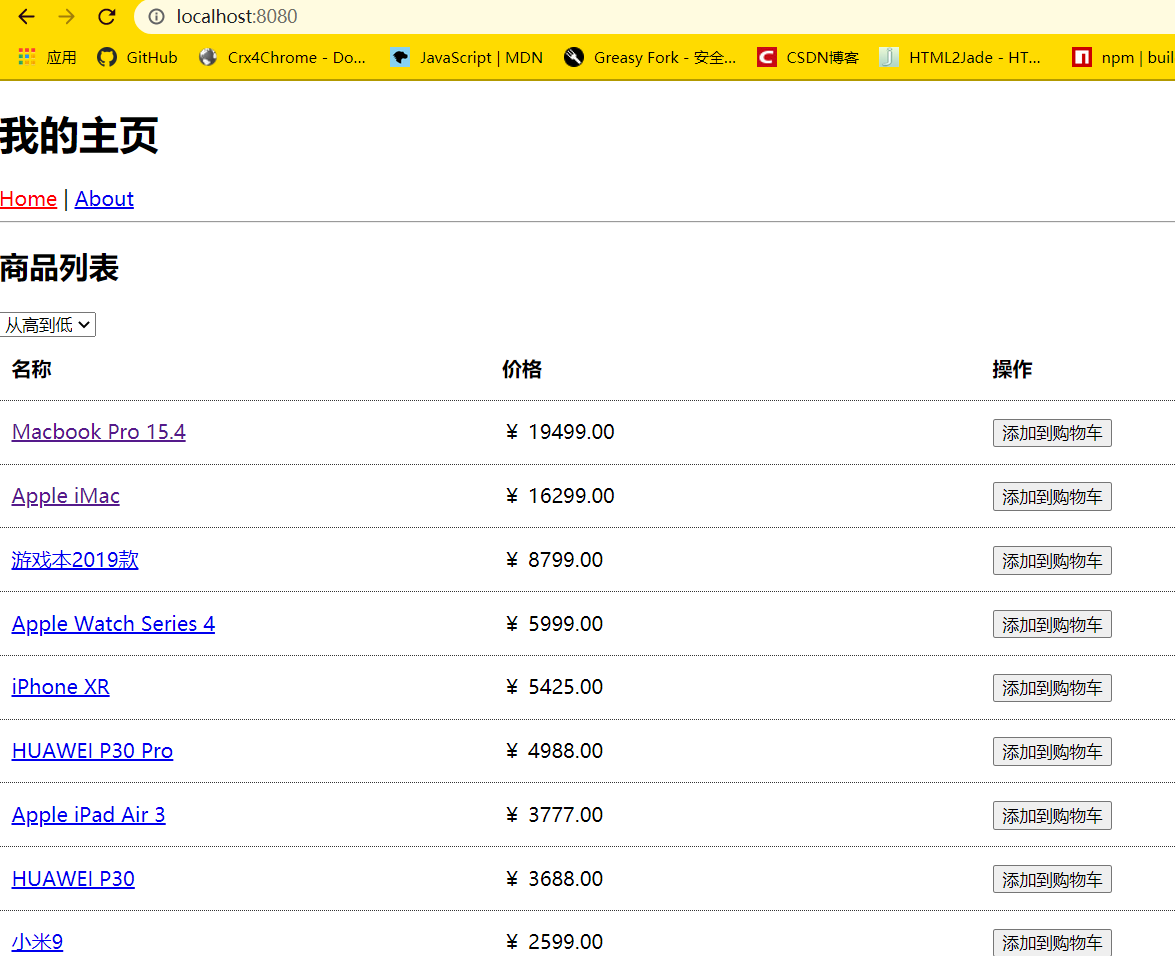 localhost:8080
应用 GitHub Crx4Chrome - Do... JavaScript | MDN Greasy Fork - 安全... CSDN博客 HTML2Jade - HT... npm | buil
我的主页
Home | About
商品列表
从高到低
名称 价格 操作
Macbook Pro 15.4 ￥ 19499.00 添加到购物车
Apple iMac ￥ 16299.00 添加到购物车
游戏本2019款 ￥ 8799.00 添加到购物车
Apple Watch Series 4 ￥ 5999.00 添加到购物车
iPhone XR ￥ 5425.00 添加到购物车
HUAWEI P30 Pro ￥ 4988.00 添加到购物车
Apple iPad Air 3 ￥ 3777.00 添加到购物车
HUAWEI P30 ￥ 3688.00 添加到购物车
小米9 ￥ 2599.00 添加到购物车